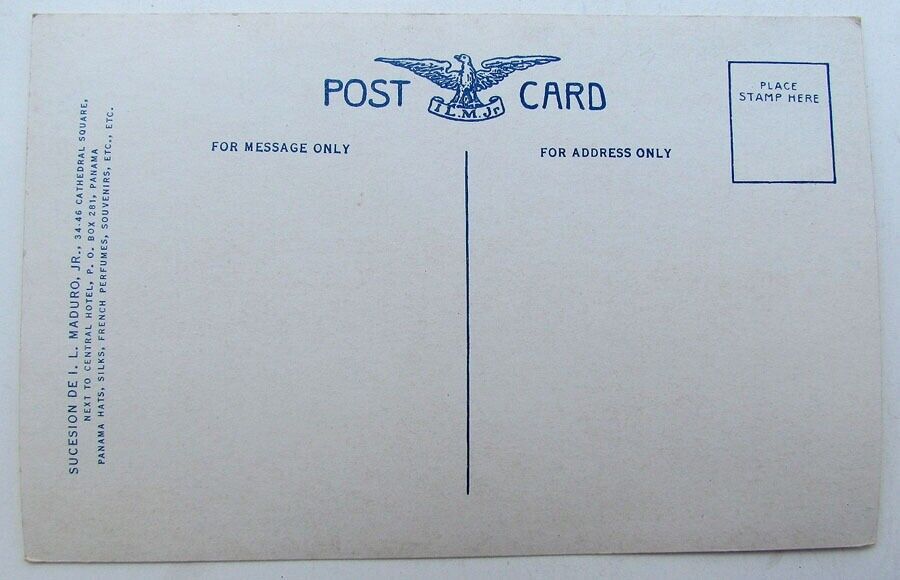 POST CARD
I.L.M.Jr
PLACE
STAMP HERE
FOR MESSAGE ONLY
FOR ADDRESS ONLY
SUCESION DE I. L. MADURO, JR., 34-46 CATHEDRAL SQUARE,
NEXT TO CENTRAL HOTEL, P. O. BOX 281, PANAMA
PANAMA HATS, SILKS, FRENCH PERFUMES, SOUVENIRS, ETC., ETC.